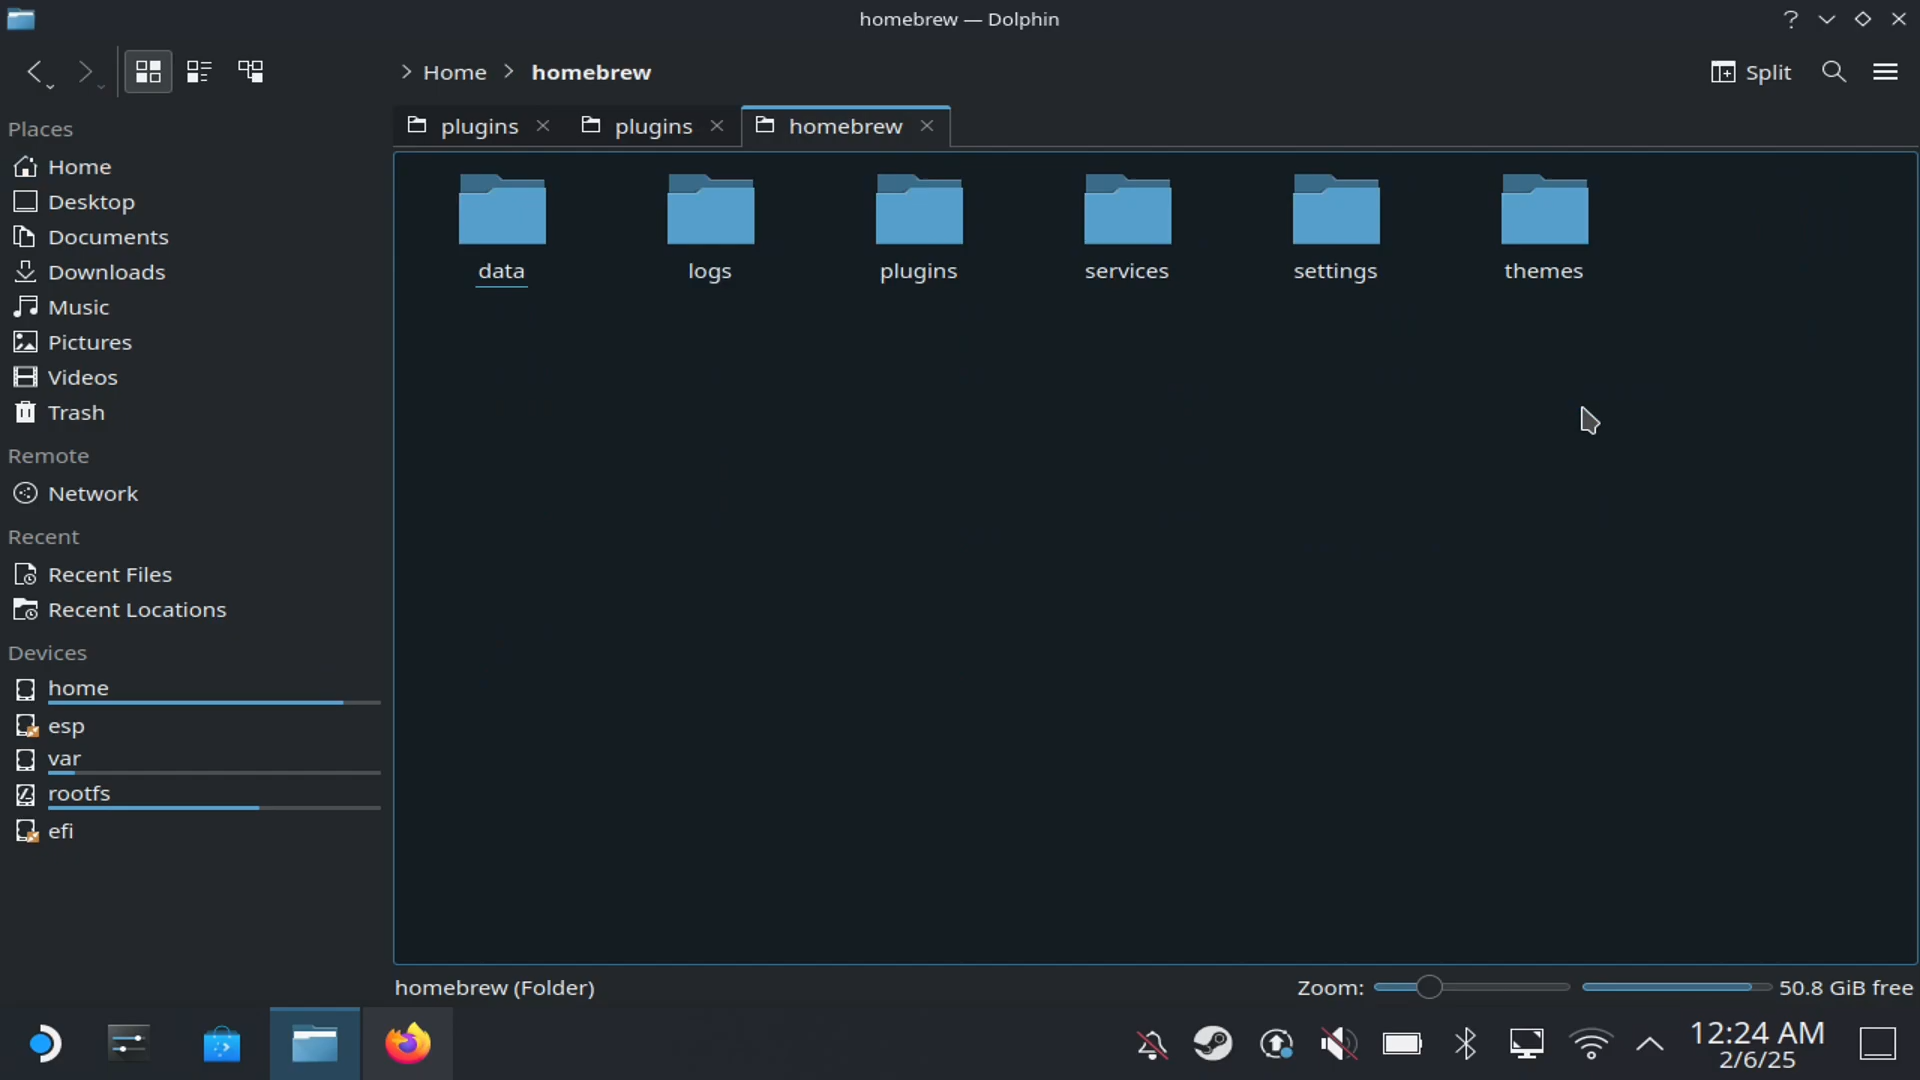 homebrew — Dolphin
Home
homebrew
Split
Places
Home
Desktop
Documents
Downloads
Music
Pictures
Videos
Trash
Remote
Network
Recent
Recent Files
Recent Locations
Devices
home
esp
var
rootfs
efi
plugins
plugins
homebrew
data
logs
plugins
services
settings
themes
homebrew (Folder)
Zoom:
50.8 GiB free
12:24 AM
2/6/25